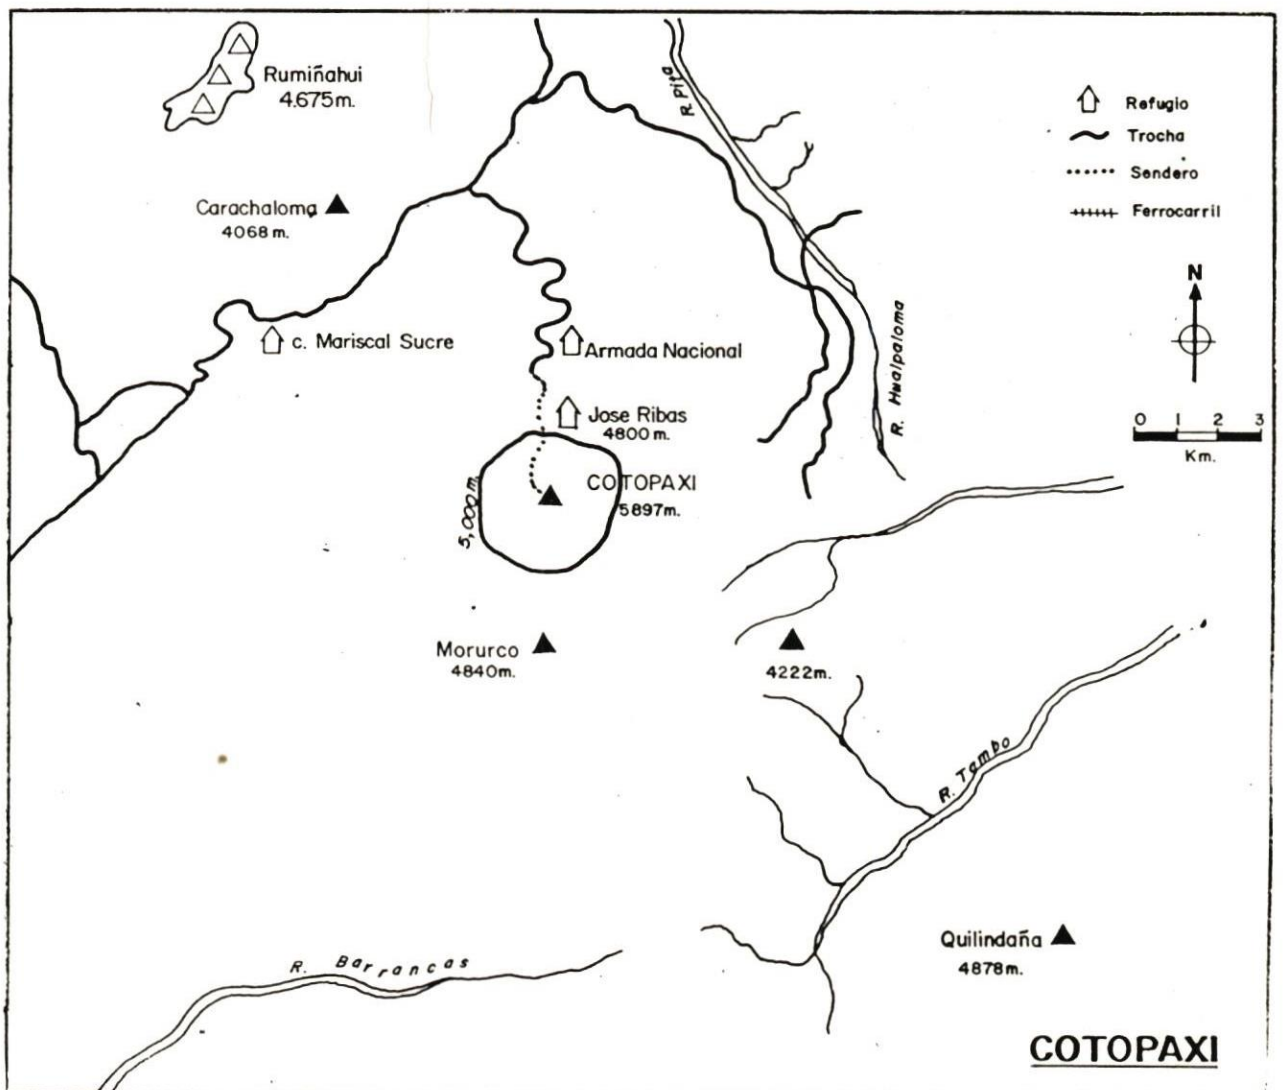 Rumiñahui
4.675m.
R. Pita
Refugio
Trocha
Sendero
Ferrocarril
Carachaloma
4068 m.
N
c. Mariscal Sucre
Armada Nacional
R. Hualpaloma
Jose Ribas
4800 m.
0 1 2 3
Km.
COTOPAXI
5897m.
5,000m.
Morurco
4840m.
4222m.
R. Tambo
Quilindaña
4878m.
R. Barrancas
COTOPAXI